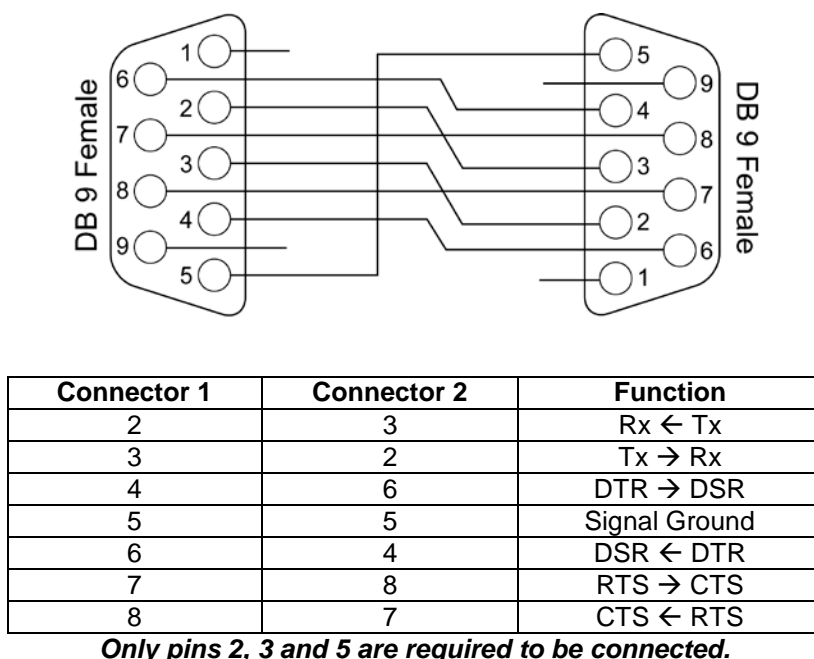 DB 9 Female
1
6
2
7
3
8
4
9
5
5
9
4
8
3
7
2
6
1
DB 9 Female
Connector 1 Connector 2 Function
2 3 Rx ← Tx
3 2 Tx → Rx
4 6 DTR → DSR
5 5 Signal Ground
6 4 DSR ← DTR
7 8 RTS → CTS
8 7 CTS ← RTS
Only pins 2, 3 and 5 are required to be connected.